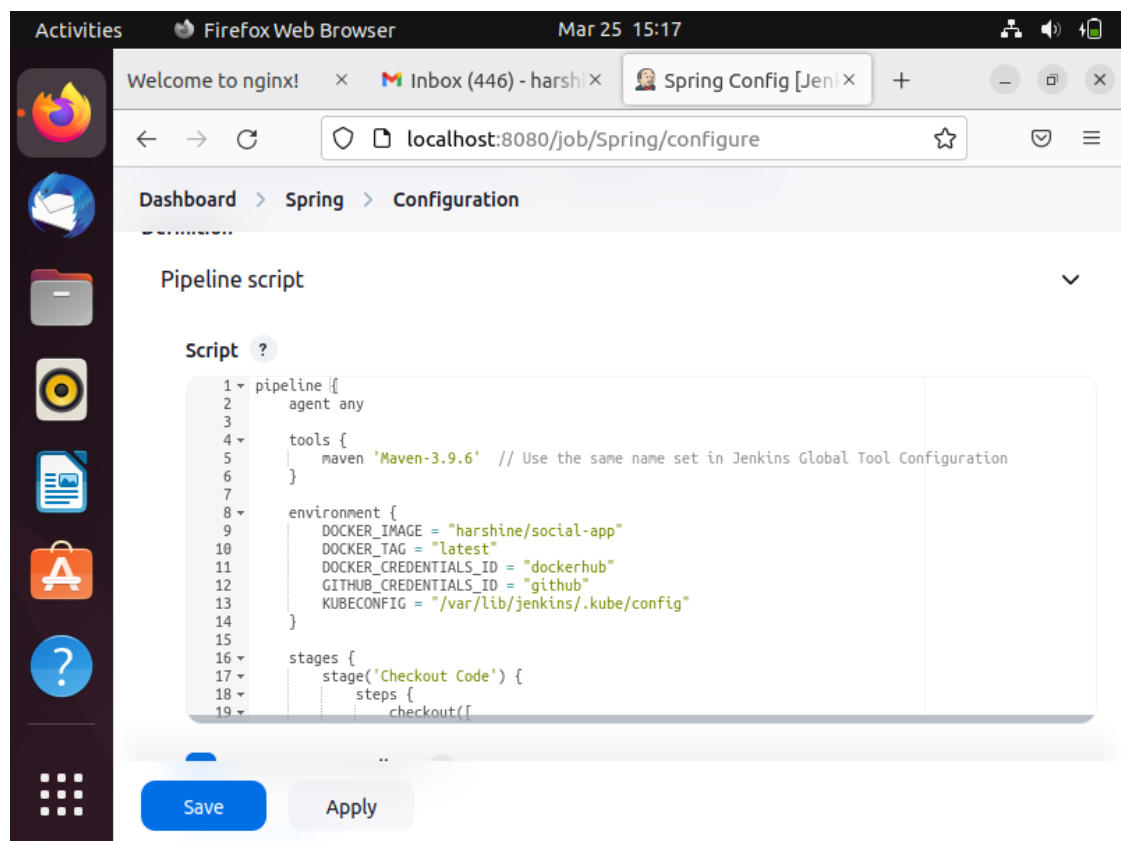 Activities Firefox Web Browser Mar 25 15:17
Welcome to nginx! × Inbox (446) - harshi × Spring Config [Jen × +
localhost:8080/job/Spring/configure
Dashboard > Spring > Configuration
Definition
Pipeline script
Script ?
1 pipeline {
2 agent any
3
4 tools {
5 maven 'Maven-3.9.6' // Use the same name set in Jenkins Global Tool Configuration
6 }
7
8 environment {
9 DOCKER_IMAGE = "harshine/social-app"
10 DOCKER_TAG = "latest"
11 DOCKER_CREDENTIALS_ID = "dockerhub"
12 GITHUB_CREDENTIALS_ID = "github"
13 KUBECONFIG = "/var/lib/jenkins/.kube/config"
14 }
15
16 stages {
17 stage('Checkout Code') {
18 steps {
19 checkout([
Save Apply